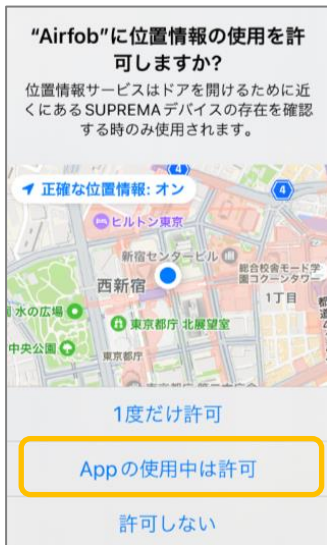 “Airfob”に位置情報の使用を許
可しますか?
位置情報サービスはドアを開けるために近
くにあるSUPREMAデバイスの存在を確認
する時のみ使用されます。
正確な位置情報: オン
4
4
ヒルトン東京
新宿センタービル
総合校舎モード学
園コクーンタワー
西新宿
1丁目
水の広場
東京都庁 北展望室
中央公園
東京都庁
1度だけ許可
Appの使用中は許可
許可しない